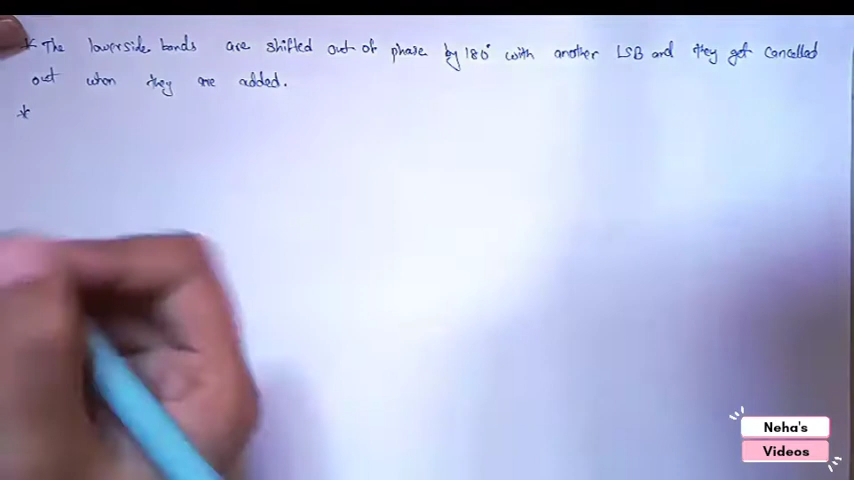 * The lowerside bands are shifted out of phase by 180° with another LSB and they get cancelled
out when they are added.
*
Neha's
Videos